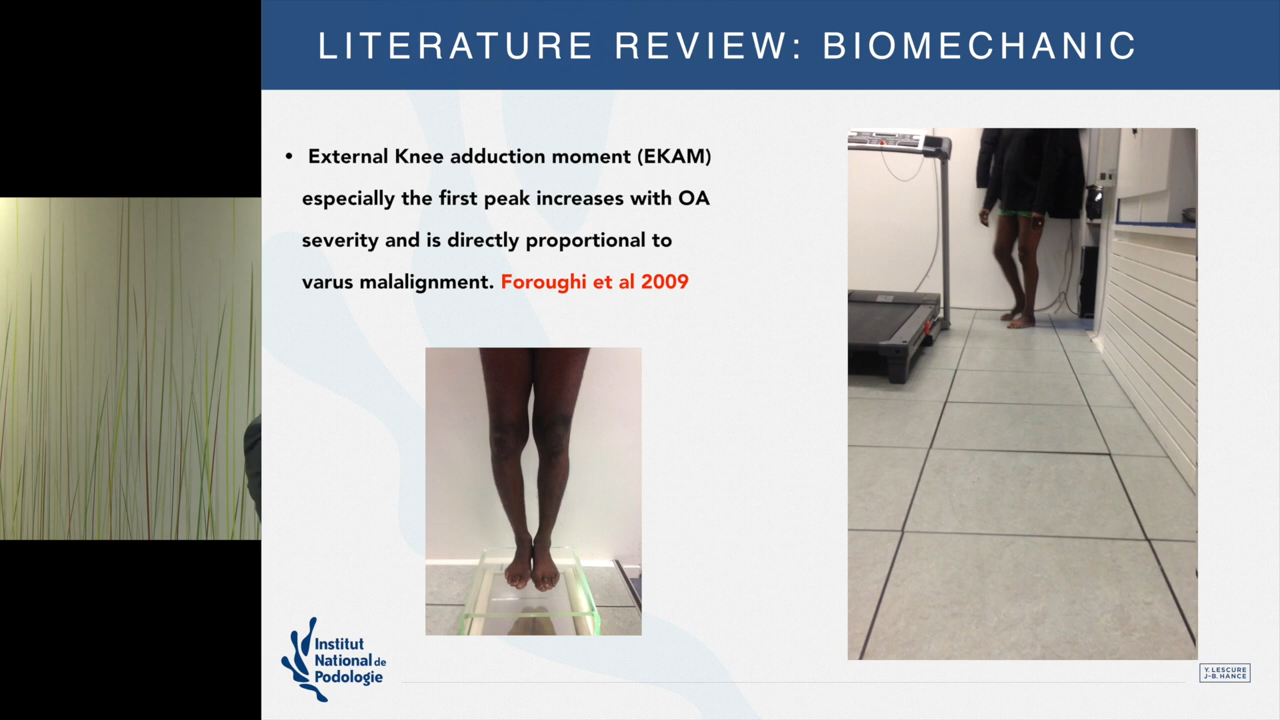 LITERATURE REVIEW: BIOMECHANIC
• External Knee adduction moment (EKAM)
especially the first peak increases with OA
severity and is directly proportional to
varus malalignment. Foroughi et al 2009
Institut
National de
Podologie
Y. LESCURE
J-B. HANCE